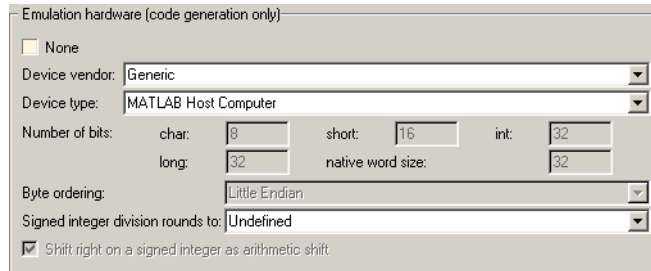 Emulation hardware (code generation only)
None
Device vendor: Generic
Device type: MATLAB Host Computer
Number of bits: char: 8 short: 16 int: 32
long: 32 native word size: 32
Byte ordering: Little Endian
Signed integer division rounds to: Undefined
Shift right on a signed integer as arithmetic shift